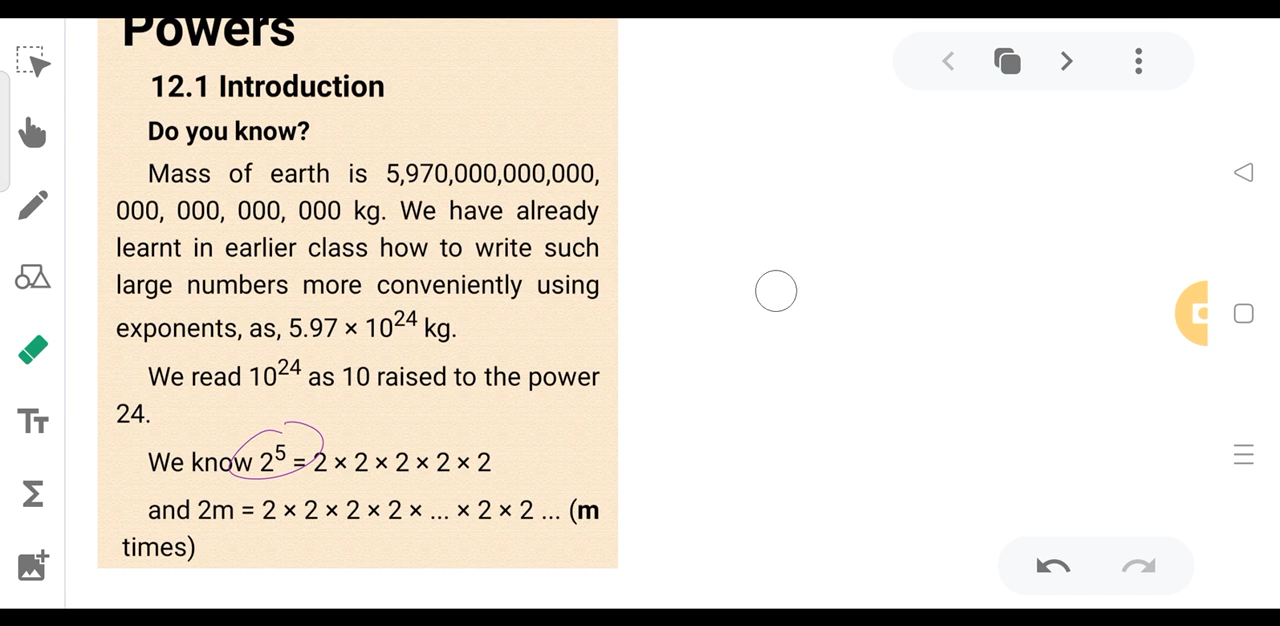 Powers
12.1 Introduction
Do you know?
Mass of earth is 5,970,000,000,000,
000, 000, 000, 000 kg. We have already
learnt in earlier class how to write such
large numbers more conveniently using
exponents, as, 5.97 × 10²⁴ kg.
We read 10²⁴ as 10 raised to the power
24.
We know 2⁵ = 2 × 2 × 2 × 2 × 2
and 2m = 2 × 2 × 2 × 2 × ... × 2 × 2 ... (m
times)
Tт
Σ